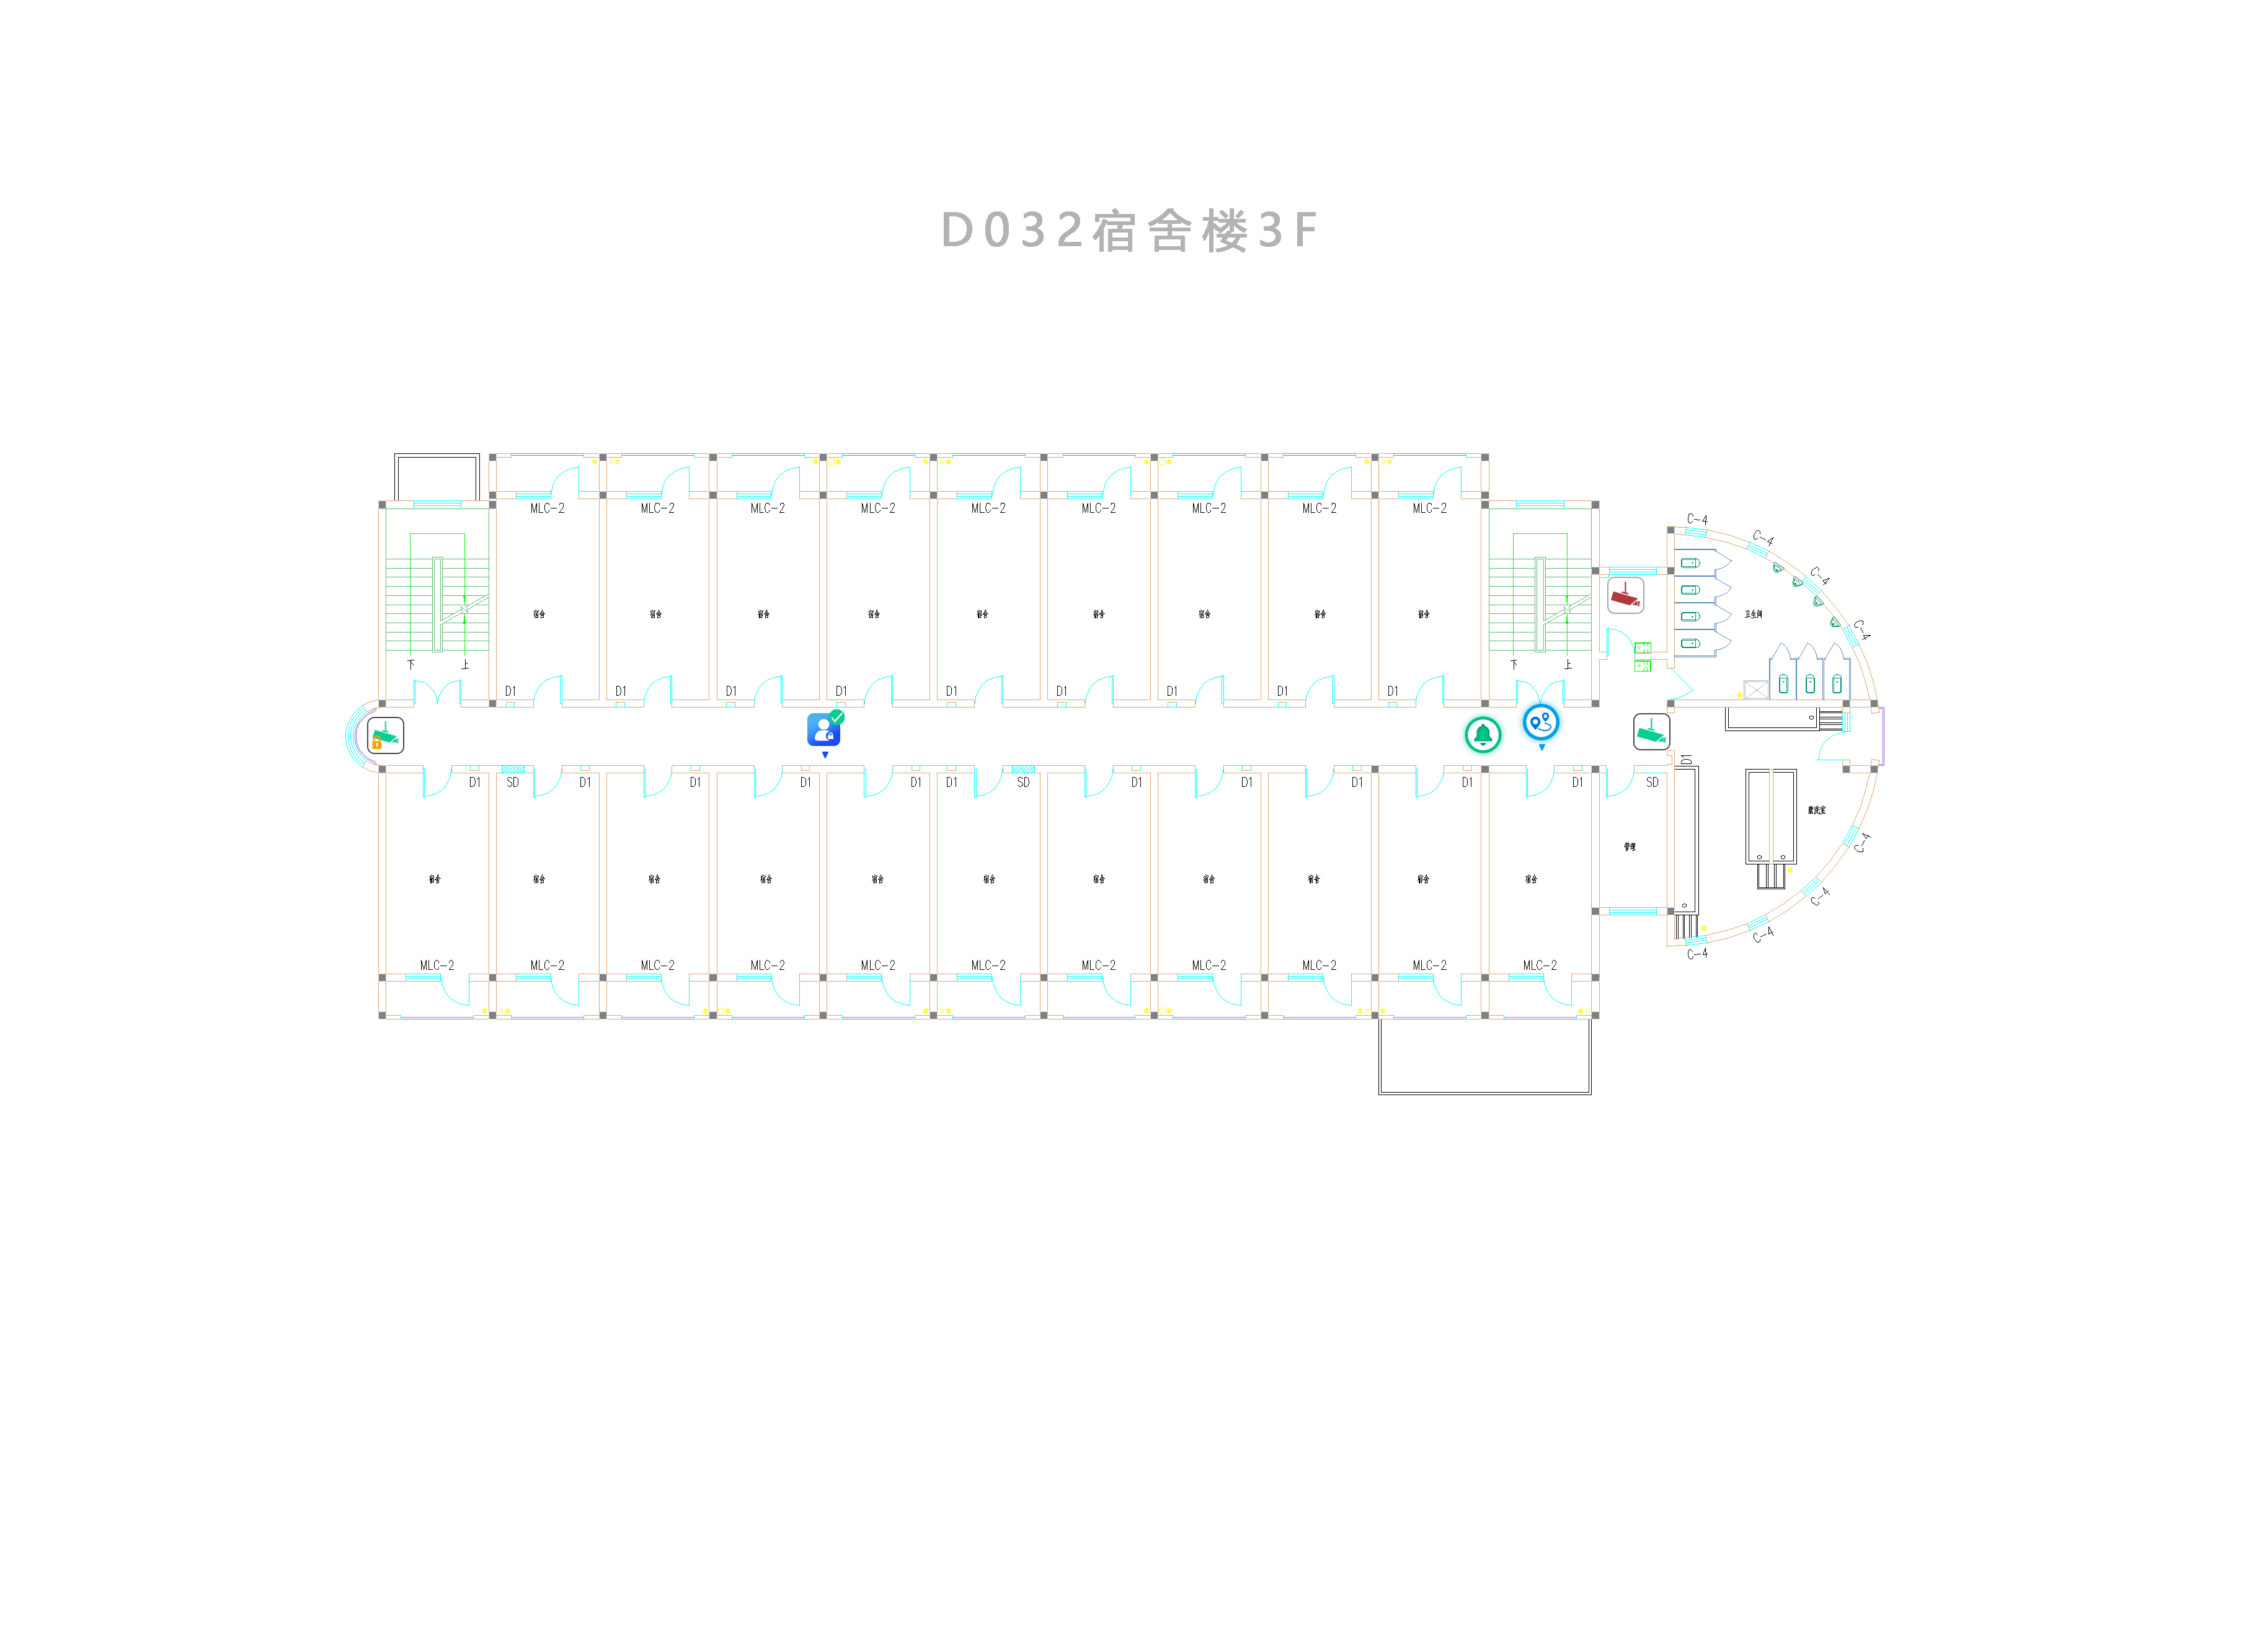 D032宿舍楼3F
MLC-2 MLC-2 MLC-2 MLC-2 MLC-2 MLC-2 MLC-2 MLC-2 MLC-2
C-4
C-4
C-4
C-4
宿舍 宿舍 宿舍 宿舍 宿舍 宿舍 宿舍 宿舍 宿舍 卫生间
下 上 下 上
D1 D1 D1 D1 D1 D1 D1 D1 D1
D1
D1 SD D1 D1 D1 D1 D1 SD D1 D1 D1 D1 D1 SD
盥洗室
管理
C-4
宿舍 宿舍 宿舍 宿舍 宿舍 宿舍 宿舍 宿舍 宿舍 宿舍 宿舍
C-4
C-4
C-4
MLC-2 MLC-2 MLC-2 MLC-2 MLC-2 MLC-2 MLC-2 MLC-2 MLC-2 MLC-2 MLC-2